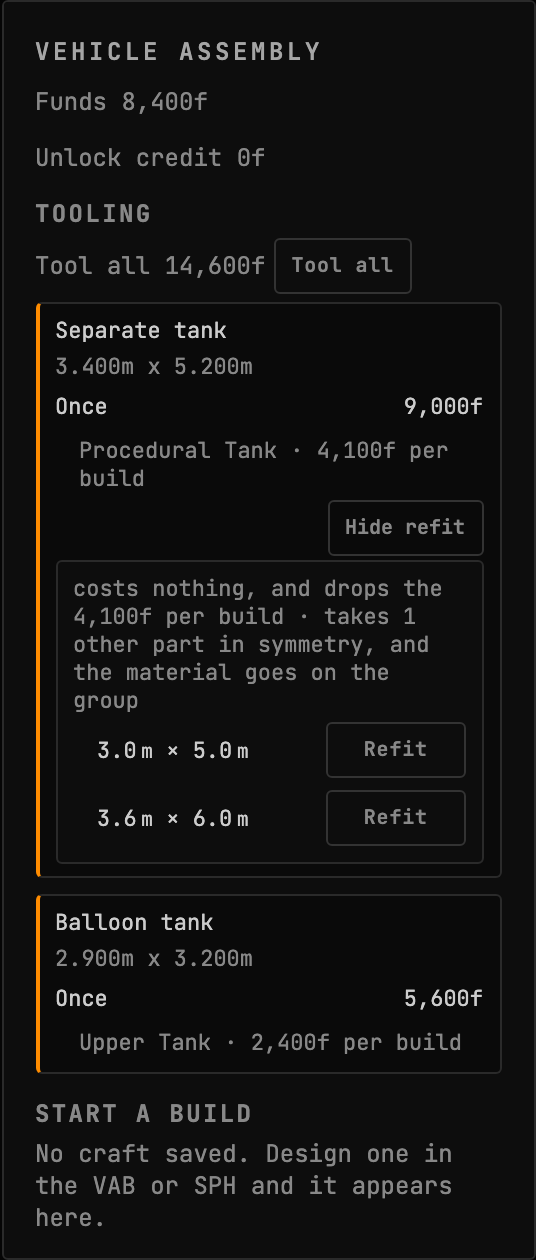 VEHICLE ASSEMBLY
Funds 8,400f
Unlock credit 0f
TOOLING
Tool all 14,600f Tool all
Separate tank
3.400m x 5.200m
Once 9,000f
Procedural Tank · 4,100f per
build
Hide refit
costs nothing, and drops the
4,100f per build · takes 1
other part in symmetry, and
the material goes on the
group
3.0 m × 5.0 m Refit
3.6 m × 6.0 m Refit
Balloon tank
2.900m x 3.200m
Once 5,600f
Upper Tank · 2,400f per build
START A BUILD
No craft saved. Design one in
the VAB or SPH and it appears
here.